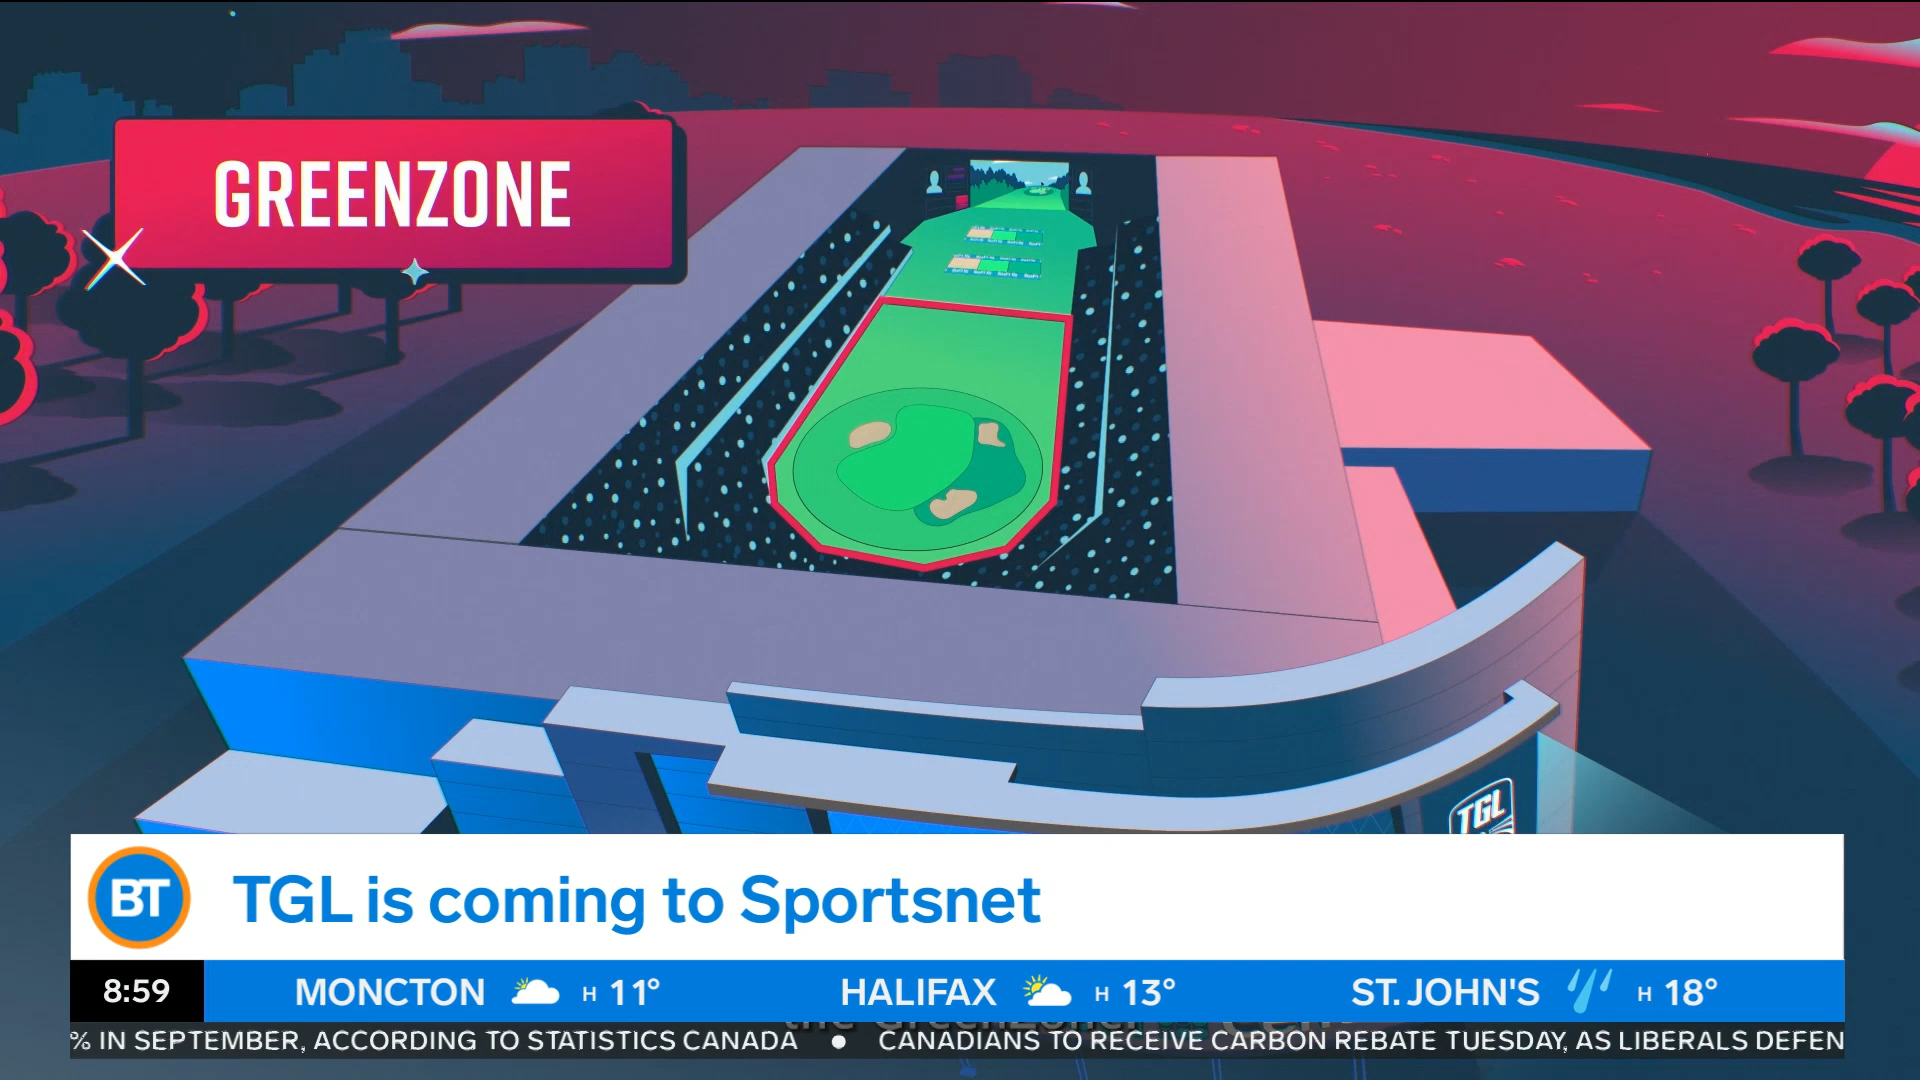 GREENZONE
TGL
BT
TGL is coming to Sportsnet
8:59 MONCTON H 11° HALIFAX H 13° ST. JOHN'S H 18°
% IN SEPTEMBER, ACCORDING TO STATISTICS CANADA ● CANADIANS TO RECEIVE CARBON REBATE TUESDAY, AS LIBERALS DEFEN